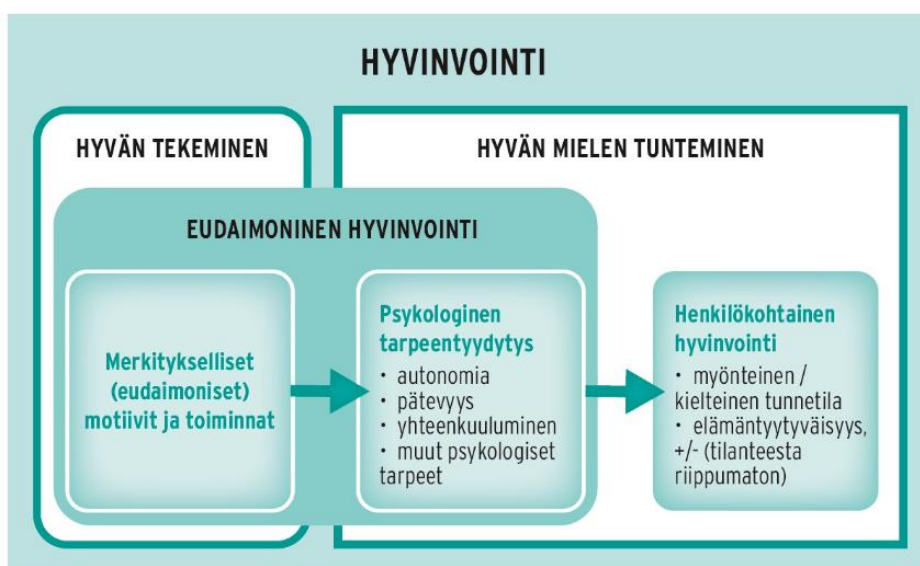 HYVINVOINTI
HYVÄN TEKEMINEN
HYVÄN MIELEN TUNTEMINEN
EUDAIMONINEN HYVINVOINTI
Merkitykselliset
(eudaimoniset)
motiivit ja toiminnat
Psykologinen
tarpeentyydytys
• autonomia
• pätevyys
• yhteenkuuluminen
• muut psykologiset
tarpeet
Henkilökohtainen
hyvinvointi
• myönteinen /
kielteinen tunnetila
• elämäntyytyväisyys,
+/- (tilanteesta
riippumaton)